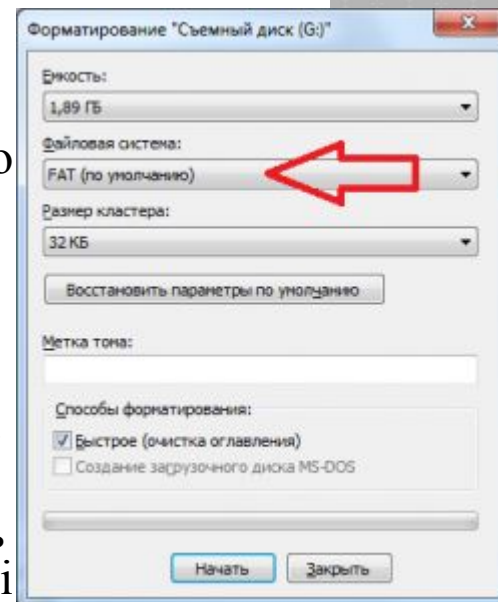 Форматирование "Съемный диск (G:)"
Емкость:
1,89 ГБ
о
Файловая система:
FAT (по умолчанию)
Размер кластера:
32 КБ
Восстановить параметры по умолчанию
Метка тома:
Способы форматирования:
Быстрое (очистка оглавления)
Создание загрузочного диска MS-DOS
Начать
Закрыть
і